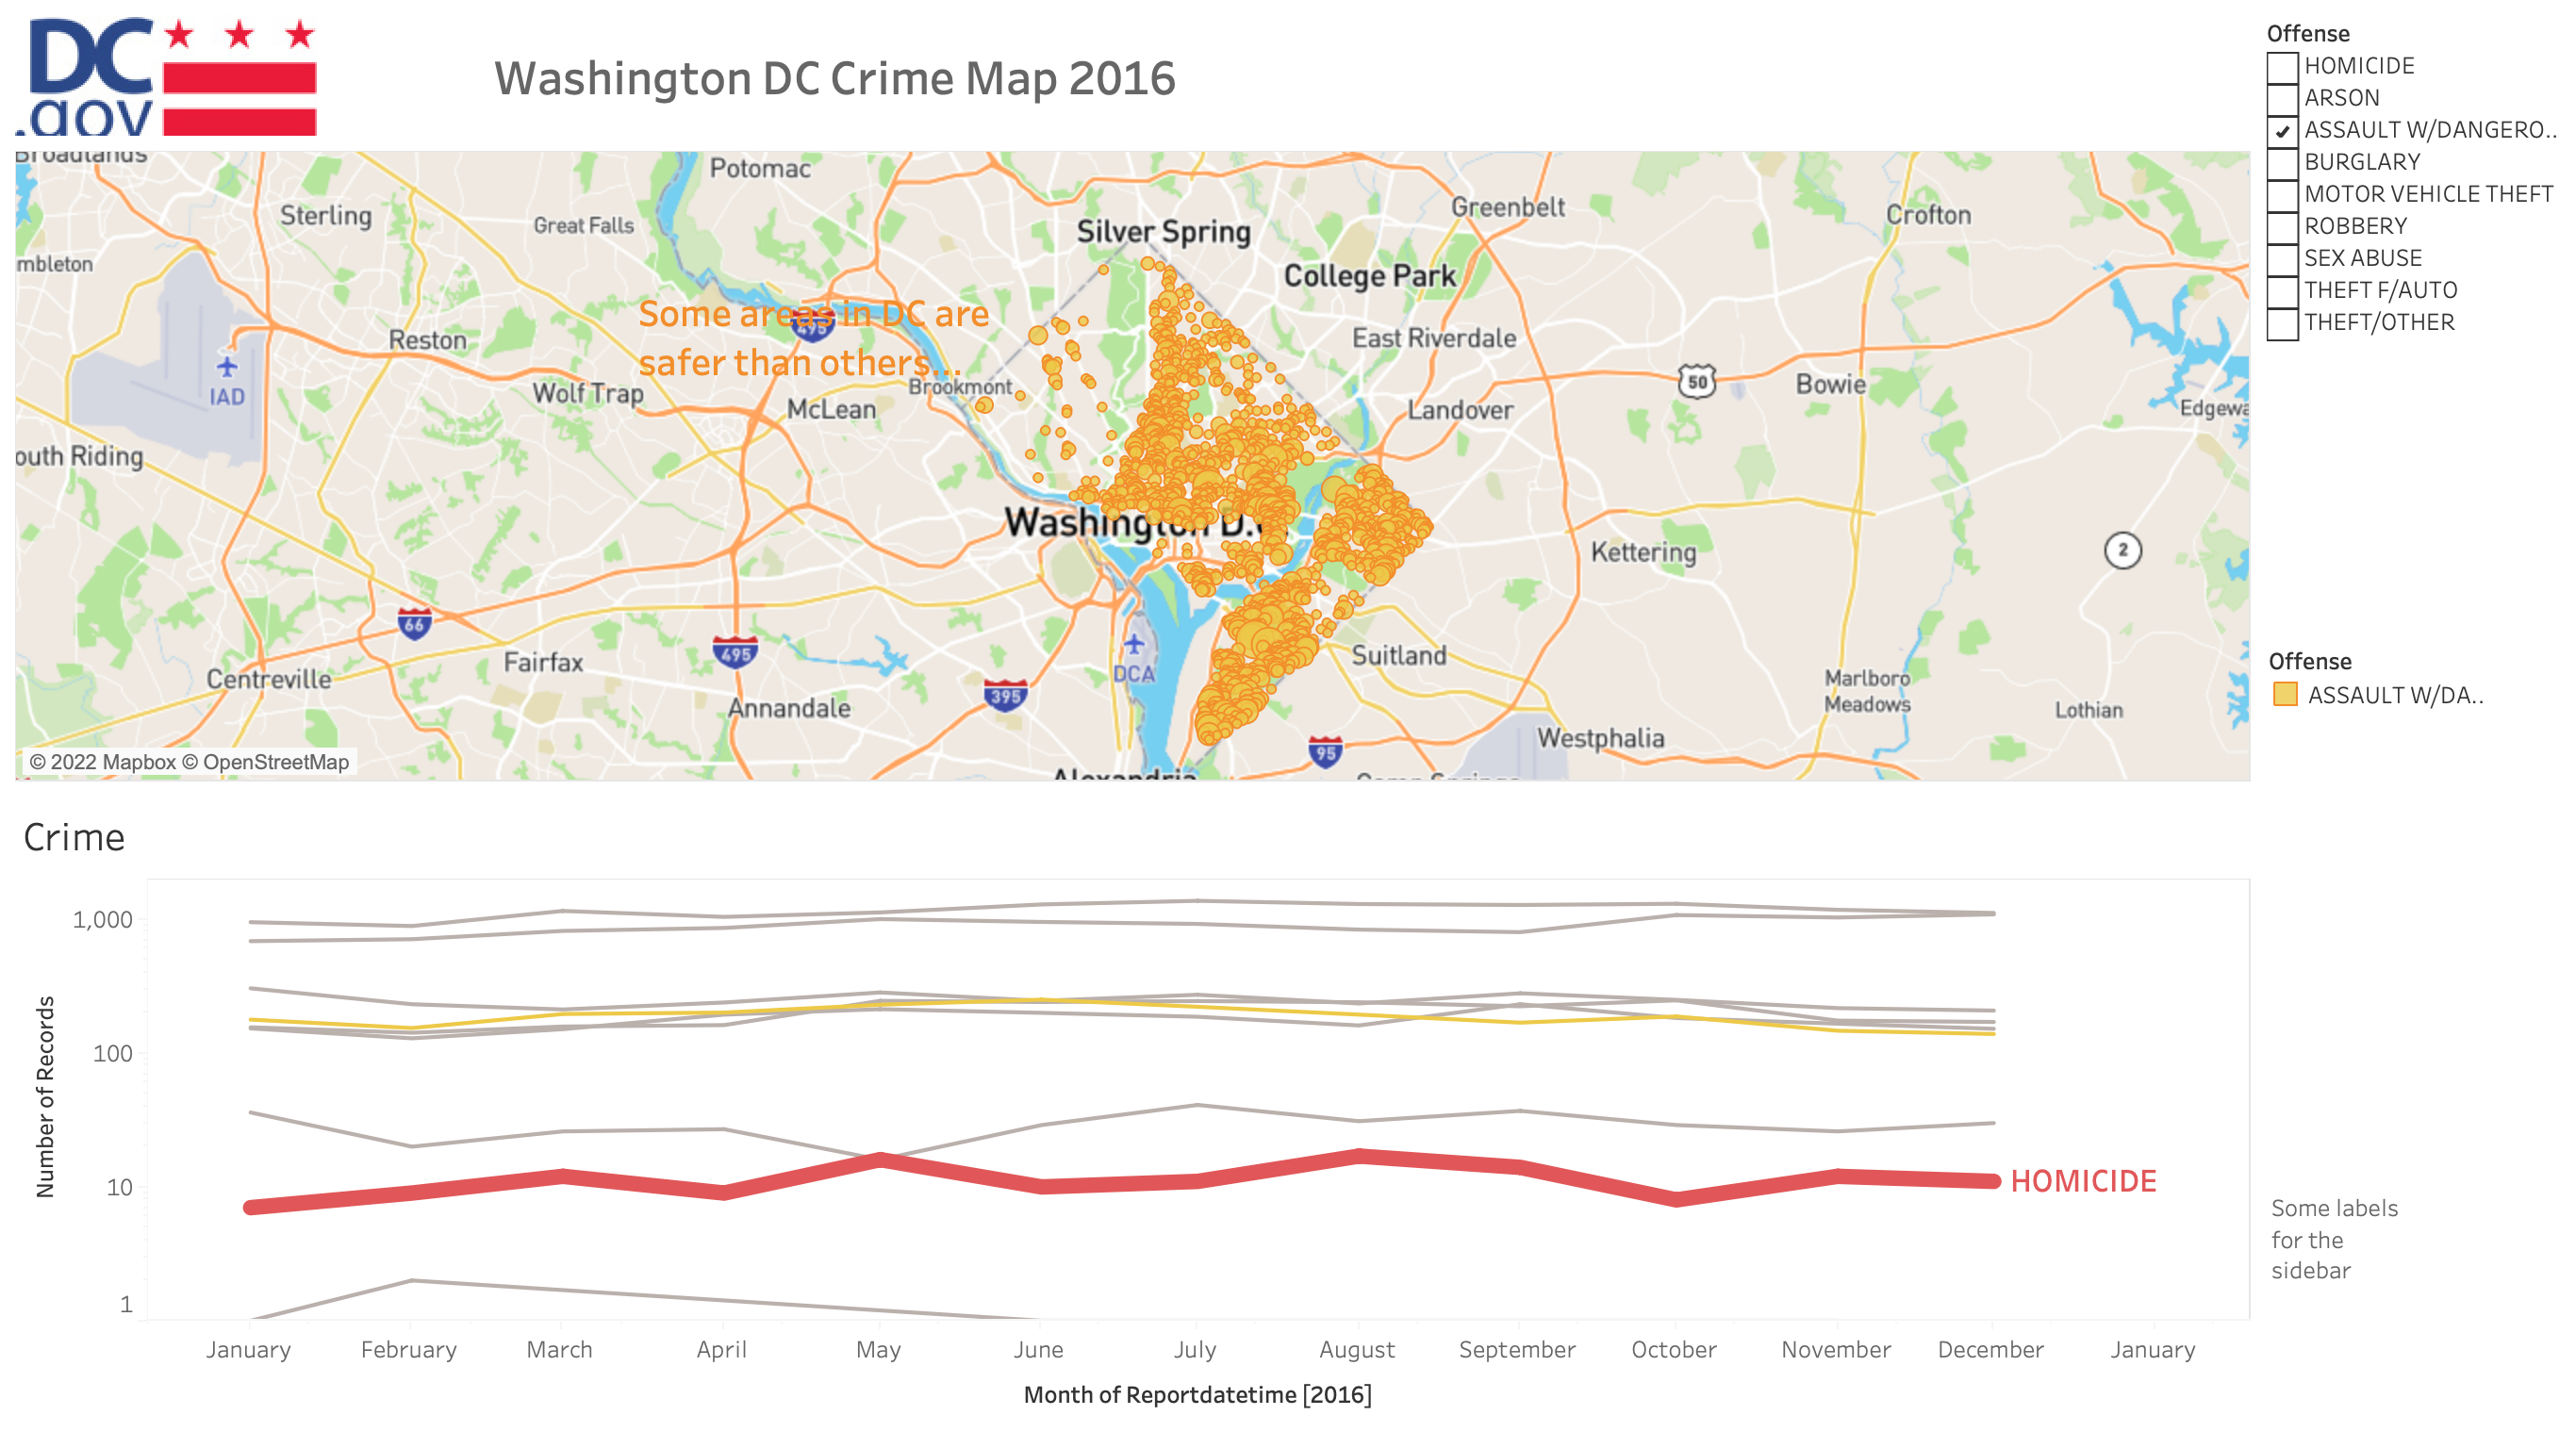 DC
.gov
Washington DC Crime Map 2016
Offense
HOMICIDE
ARSON
ASSAULT W/DANGERO..
BURGLARY
MOTOR VEHICLE THEFT
ROBBERY
SEX ABUSE
THEFT F/AUTO
THEFT/OTHER
Broadlands
Potomac
Sterling
Great Falls
Silver Spring
Greenbelt
Crofton
mbleton
College Park
Some areas in DC are
safer than others...
495
Reston
East Riverdale
IAD
Wolf Trap
McLean
Brookmont
50
Bowie
Landover
Edgewa
outh Riding
Washington D.
Kettering
2
66
495
Fairfax
Suitland
DCA
Centreville
395
Annandale
Marlboro
Meadows
Lothian
95
Westphalia
Alexandria
Camp Springs
© 2022 Mapbox © OpenStreetMap
Offense
ASSAULT W/DA..
Crime
Number of Records
1,000
100
10
1
HOMICIDE
Some labels
for the
sidebar
January February March April May June July August September October November December January
Month of Reportdatetime [2016]